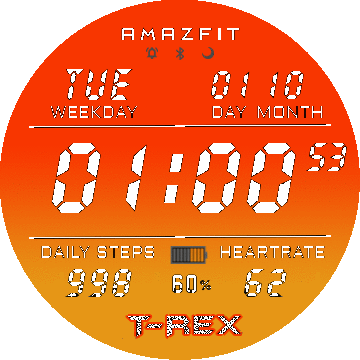 AMAZFIT
TUE 01 10
WEEKDAY DAY MONTH
01:00 53
DAILY STEPS HEARTRATE
998 60% 62
T-REX